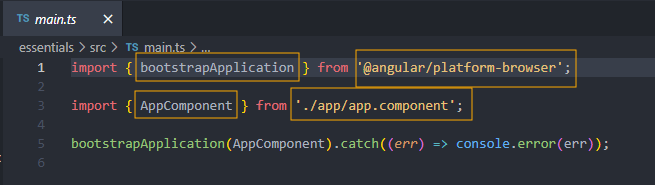 TS main.ts ×
essentials > src > TS main.ts > ...
1 import { bootstrapApplication } from '@angular/platform-browser';
2
3 import { AppComponent } from './app/app.component';
4
5 bootstrapApplication(AppComponent).catch((err) => console.error(err));
6